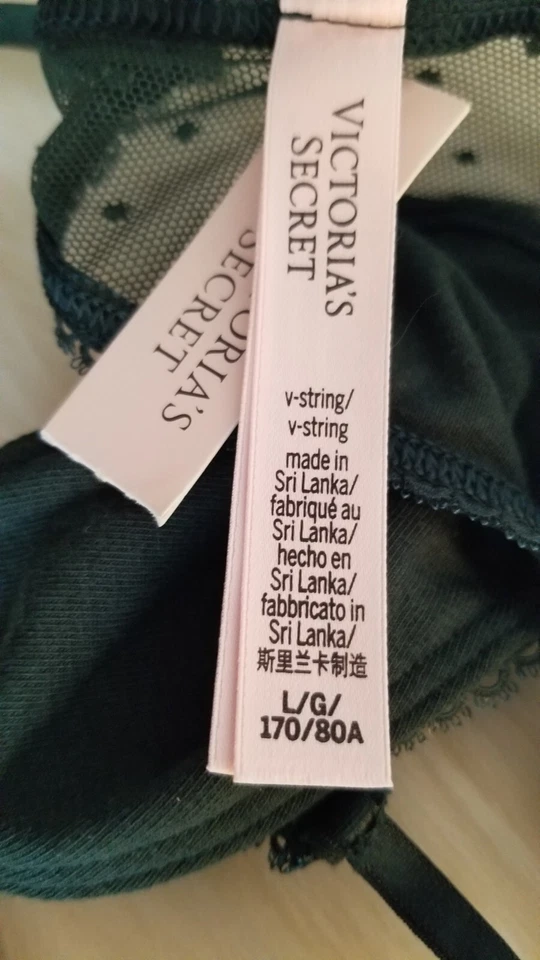 VICTORIA'S
SECRET
v-string/
v-string
made in
Sri Lanka/
fabriqué au
Sri Lanka/
hecho en
Sri Lanka/
fabbricato in
Sri Lanka/
斯里兰卡制造
L/G/
170/80A
TORIA'S
SECRET